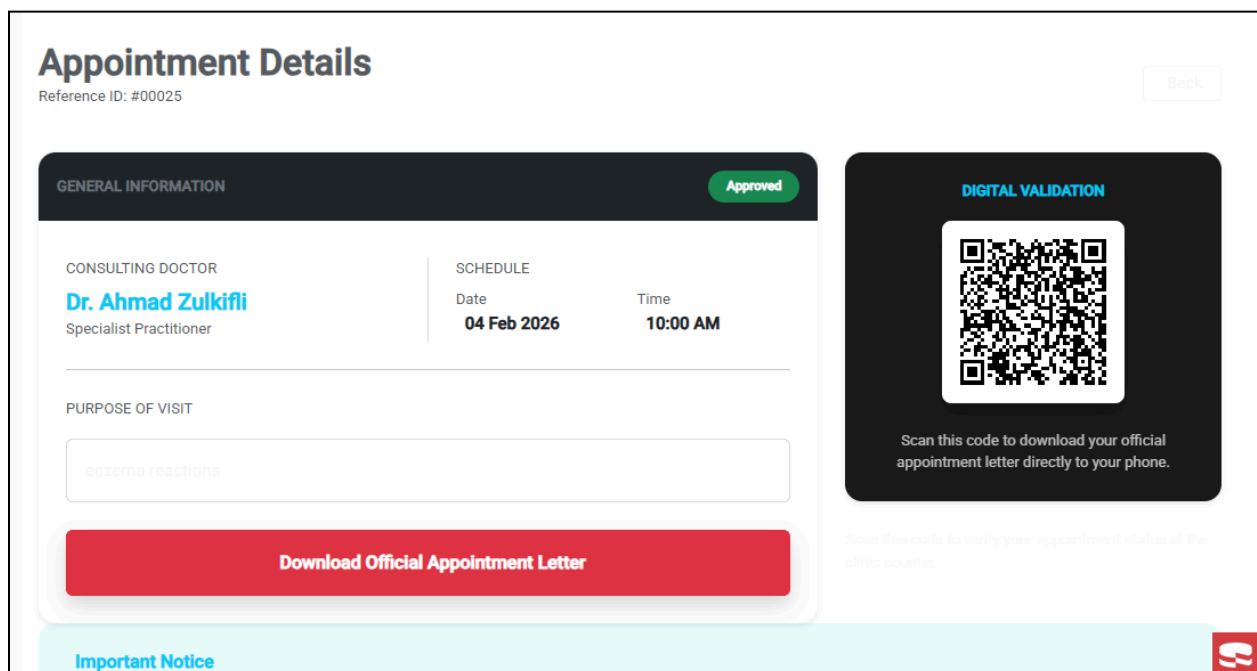 Appointment Details
Reference ID: #00025
Back
GENERAL INFORMATION
Approved
CONSULTING DOCTOR
Dr. Ahmad Zulkifli
Specialist Practitioner
SCHEDULE
Date
Time
04 Feb 2026
10:00 AM
PURPOSE OF VISIT
eczema reactions
Download Official Appointment Letter
DIGITAL VALIDATION
Scan this code to download your official
appointment letter directly to your phone.
Scan this code to verify your appointment status at the
clinic counter.
Important Notice